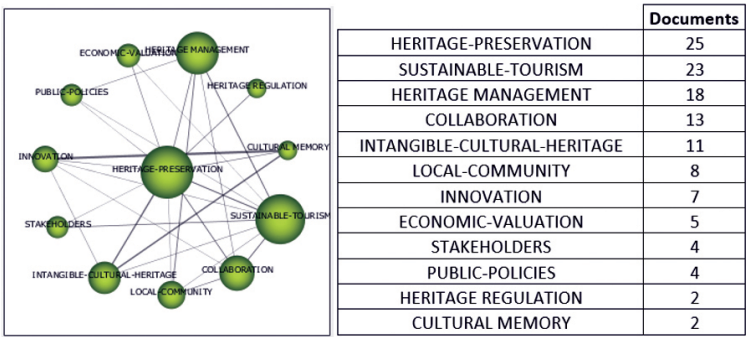 ECONOMIC-VALUATION
HERITAGE MANAGEMENT
PUBLIC-POLICIES
HERITAGE REGULATION
INNOVATION
CULTURAL MEMORY
HERITAGE-PRESERVATION
STAKEHOLDERS
SUSTAINABLE-TOURISM
INTANGIBLE-CULTURAL-HERITAGE
COLLABORATION
LOCAL-COMMUNITY
Documents
HERITAGE-PRESERVATION 25
SUSTAINABLE-TOURISM 23
HERITAGE MANAGEMENT 18
COLLABORATION 13
INTANGIBLE-CULTURAL-HERITAGE 11
LOCAL-COMMUNITY 8
INNOVATION 7
ECONOMIC-VALUATION 5
STAKEHOLDERS 4
PUBLIC-POLICIES 4
HERITAGE REGULATION 2
CULTURAL MEMORY 2